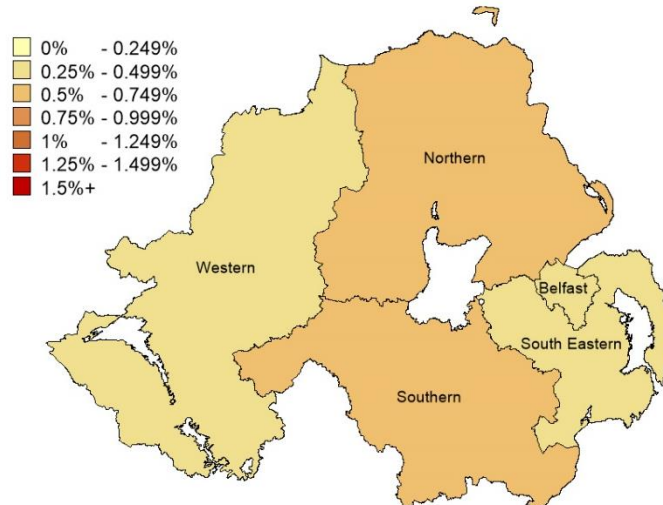 0% - 0.249%
0.25% - 0.499%
0.5% - 0.749%
0.75% - 0.999%
1% - 1.249%
1.25% - 1.499%
1.5%+
Northern
Western
Belfast
South Eastern
Southern